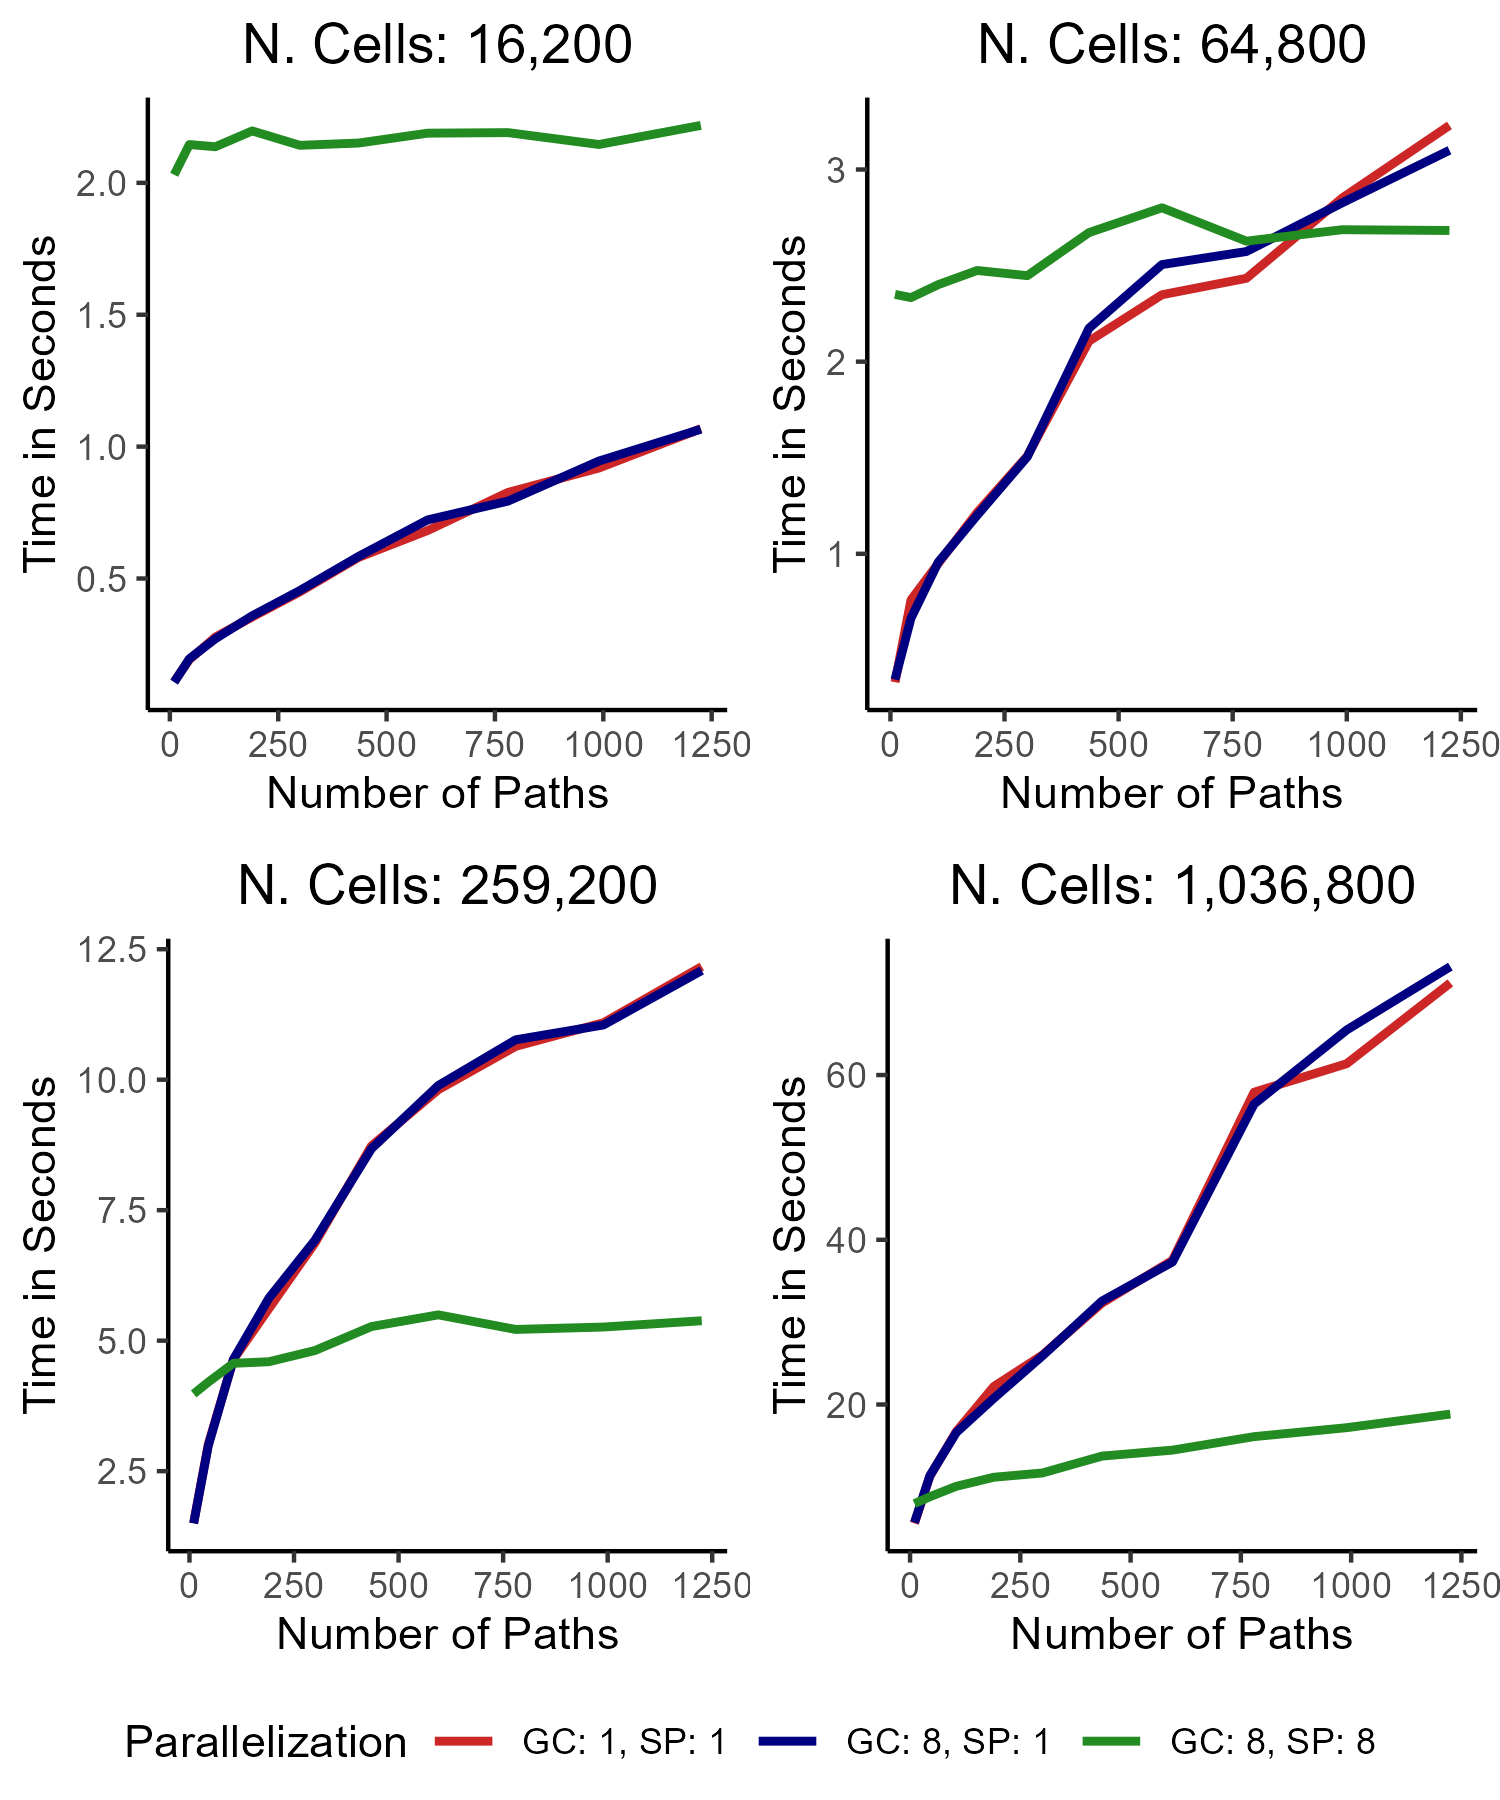 N. Cells: 16,200
Time in Seconds
2.0
1.5
1.0
0.5
0 250 500 750 1000 1250
Number of Paths
N. Cells: 64,800
Time in Seconds
3
2
1
0 250 500 750 1000 1250
Number of Paths
N. Cells: 259,200
Time in Seconds
12.5
10.0
7.5
5.0
2.5
0 250 500 750 1000 1250
Number of Paths
N. Cells: 1,036,800
Time in Seconds
60
40
20
0 250 500 750 1000 1250
Number of Paths
Parallelization GC: 1, SP: 1 GC: 8, SP: 1 GC: 8, SP: 8